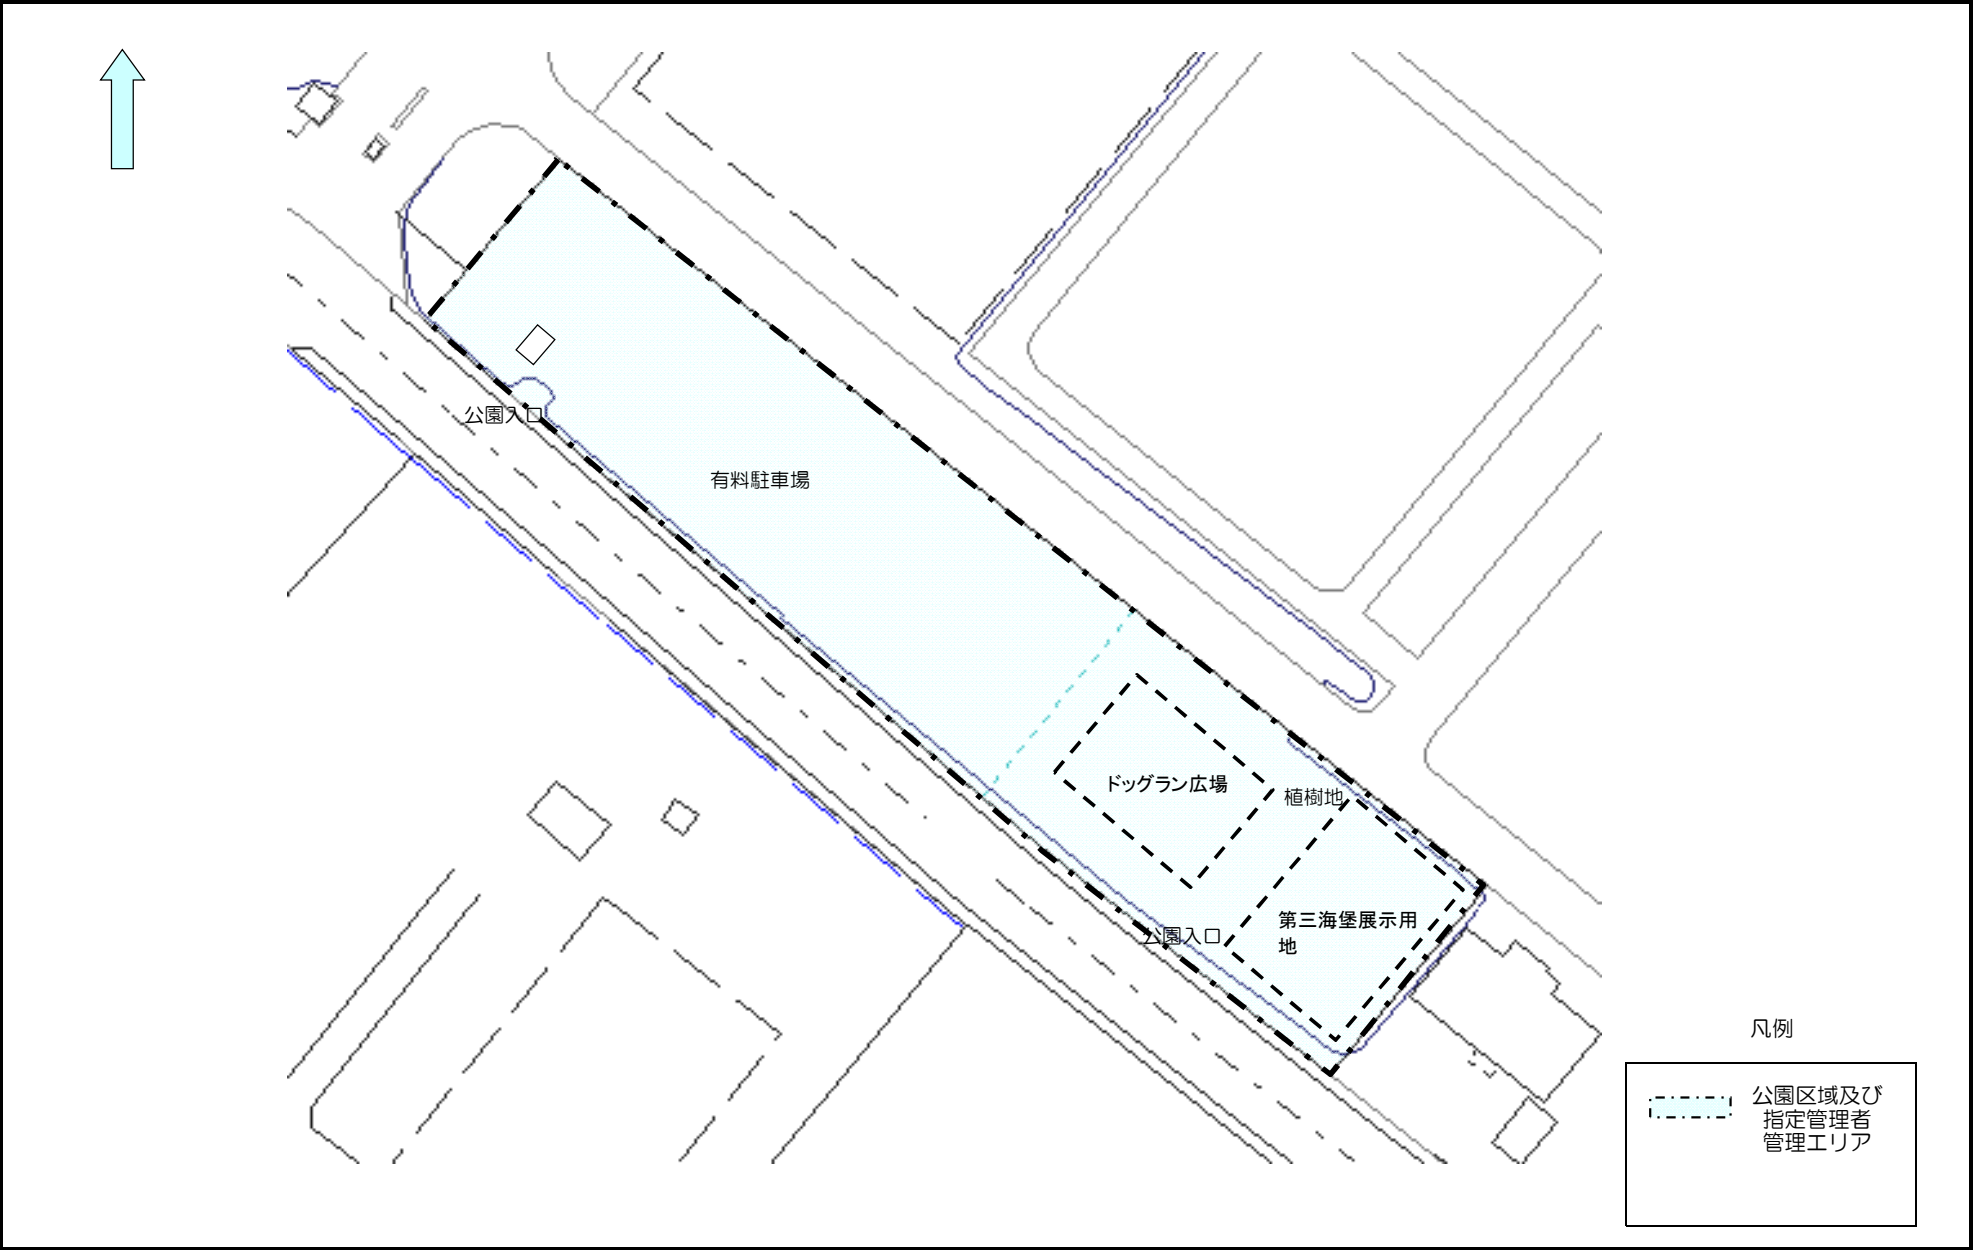 公園入口
有料駐車場
ドッグラン広場
植樹地
第三海堡展示用
地
公園入口
凡例
公園区域及び
指定管理者
管理エリア